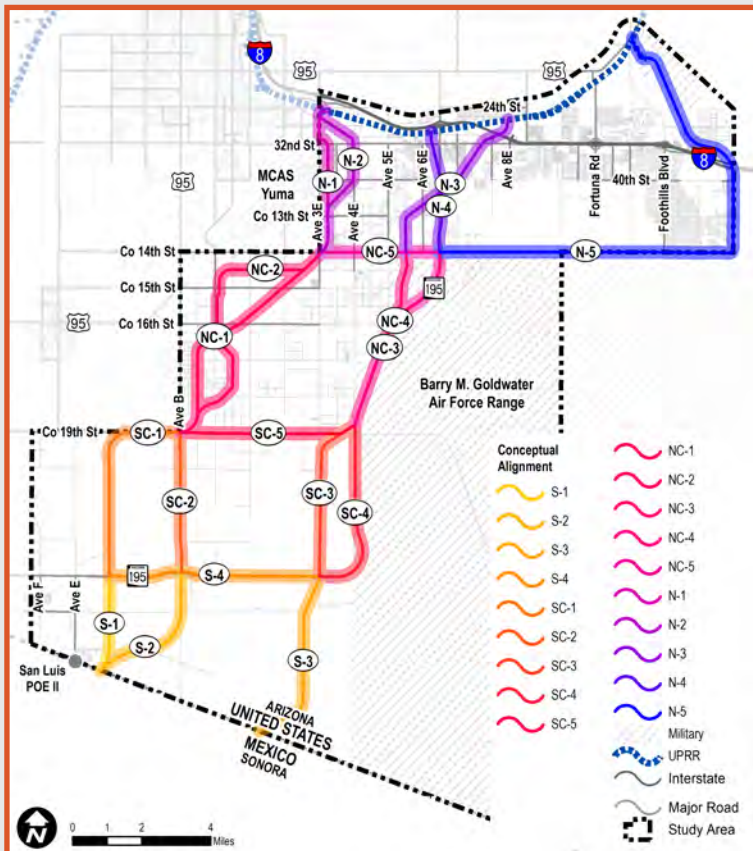 8
95
95
24th St
32nd St
N-2
Ave 5E
Ave 6E
Ave 8E
8
MCAS
Yuma
N-1
N-3
40th St
95
Ave 3E
Ave 4E
N-4
Fortuna Rd
Foothills Blvd
Co 13th St
Co 14th St
NC-5
N-5
NC-2
Co 15th St
195
95
Co 16th St
NC-1
NC-4
NC-3
Barry M. Goldwater
Air Force Range
Ave B
Co 19th St
SC-1
SC-5
SC-2
SC-3
SC-4
195
S-4
Ave F
Ave E
S-1
S-2
S-3
San Luis
POE II
ARIZONA
UNITED STATES
MEXICO
SONORA
N
0 1 2 4
Miles
Conceptual
Alignment
S-1
S-2
S-3
S-4
SC-1
SC-2
SC-3
SC-4
SC-5
NC-1
NC-2
NC-3
NC-4
NC-5
N-1
N-2
N-3
N-4
N-5
Military
UPRR
Interstate
Major Road
Study Area